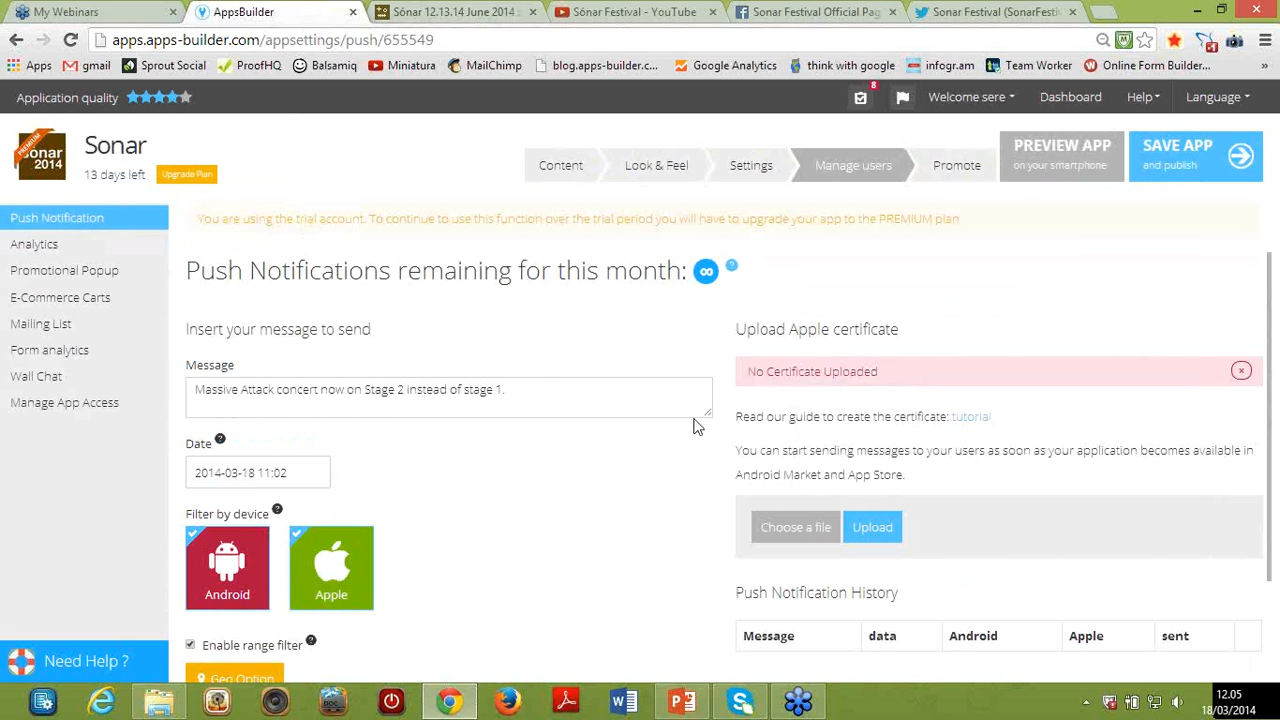 My Webinars
AppsBuilder
Sónar 12.13.14 June 2014
Sonar Festival – YouTube
Sonar Festival Official Pag
Sonar Festival (SonarFesti
apps.apps-builder.com/appsettings/push/655549
Apps gmail Sprout Social ProofHQ Balsamiq Miniatura MailChimp blog.apps-builder.c... Google Analytics think with google infogr.am Team Worker Online Form Builder... »
Application quality
8
Welcome sere Dashboard Help Language
PREMIUM
sonar
2014
Sonar
13 days left Upgrade Plan
Content Look & Feel Settings Manage users Promote
PREVIEW APP
on your smartphone
SAVE APP
and publish
Push Notification
Analytics
Promotional Popup
E-Commerce Carts
Mailing List
Form analytics
Wall Chat
Manage App Access
Need Help ?
You are using the trial account. To continue to use this function over the trial period you will have to upgrade your app to the PREMIUM plan
Push Notifications remaining for this month: ∞ ?
Insert your message to send
Message
Massive Attack concert now on Stage 2 instead of stage 1.
Date ?
2014-03-18 11:02
Filter by device ?
Android
Apple
Enable range filter ?
Geo Option
Upload Apple certificate
No Certificate Uploaded
Read our guide to create the certificate: tutorial
You can start sending messages to your users as soon as your application becomes available in
Android Market and App Store.
Choose a file Upload
Push Notification History
Message data Android Apple sent
12.05
18/03/2014